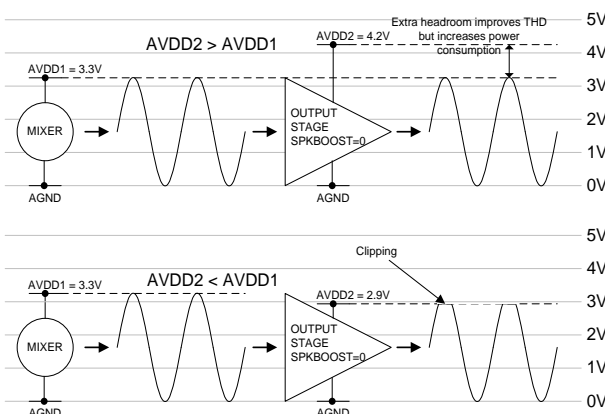 Extra headroom improves THD
but increases power
consumption
5V
AVDD2 > AVDD1
AVDD2 = 4.2V
4V
AVDD1 = 3.3V
3V
MIXER
OUTPUT
STAGE
SPKBOOST=0
2V
1V
0V
AGND
AGND
5V
Clipping
4V
AVDD1 = 3.3V
AVDD2 < AVDD1
AVDD2 = 2.9V
3V
MIXER
OUTPUT
STAGE
SPKBOOST=0
2V
1V
0V
AGND
AGND